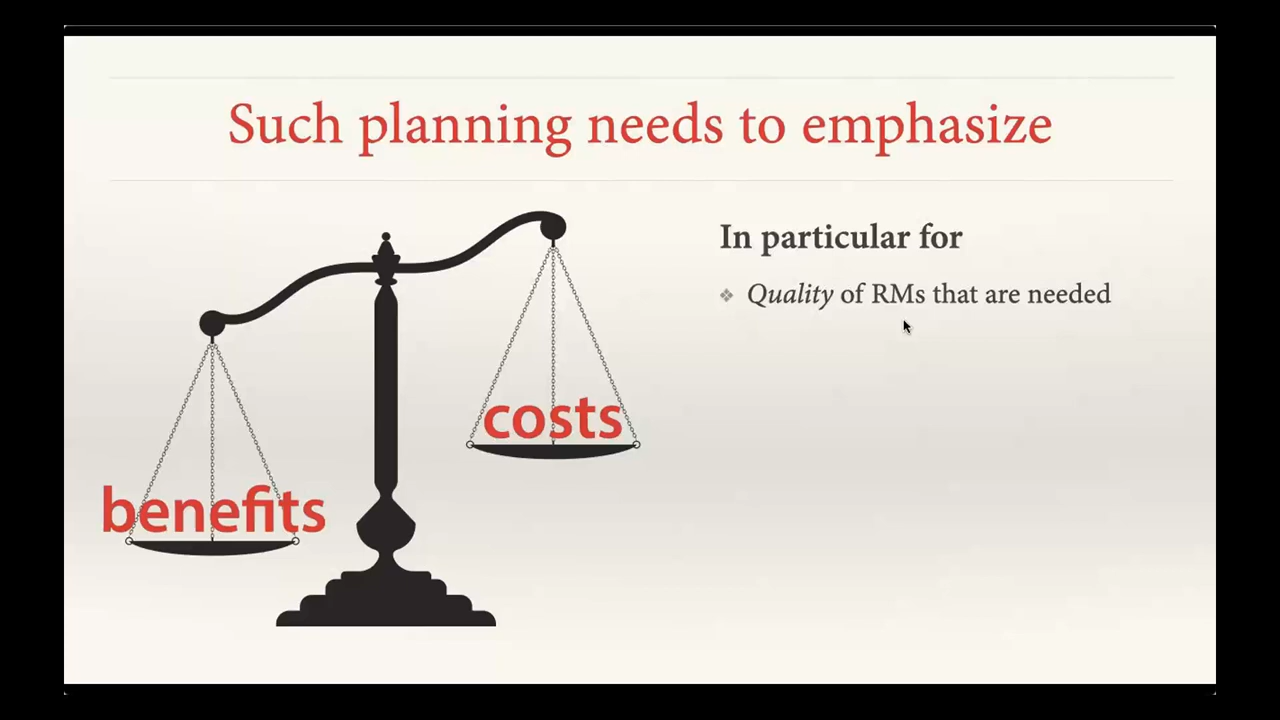 Such planning needs to emphasize
In particular for
Quality of RMs that are needed
costs
benefits